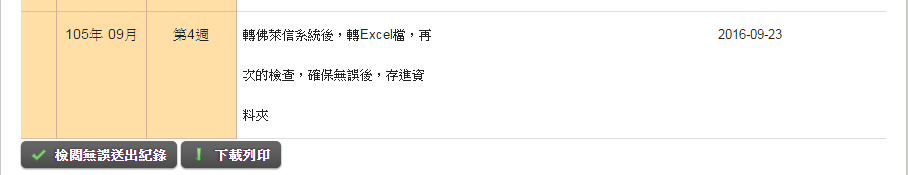 105年 09月 第4週 轉佛萊信系統後，轉Excel檔，再 2016-09-23
次的檢查，確保無誤後，存進資
料夾
檢閱無誤送出紀錄 下載列印